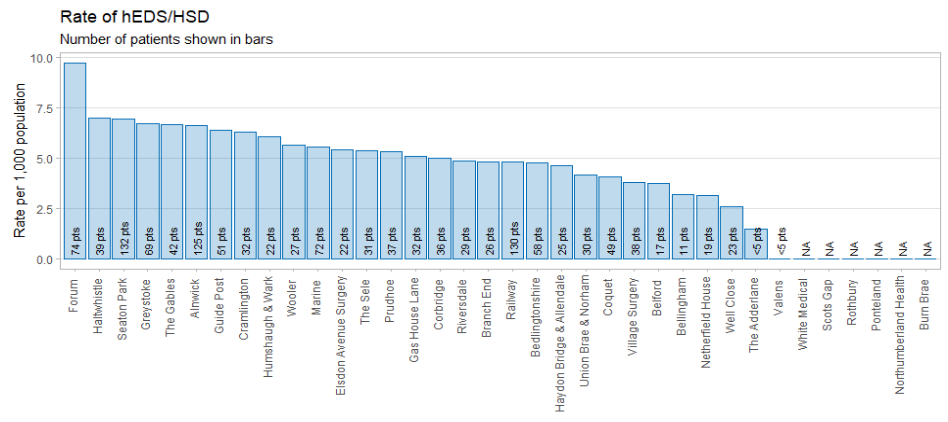 Rate of hEDS/HSD
Number of patients shown in bars
Rate per 1,000 population
10.0
7.5
5.0
2.5
0.0
74 pts
39 pts
132 pts
69 pts
42 pts
125 pts
51 pts
32 pts
22 pts
27 pts
72 pts
22 pts
31 pts
37 pts
32 pts
36 pts
29 pts
26 pts
130 pts
58 pts
25 pts
30 pts
49 pts
38 pts
17 pts
11 pts
19 pts
23 pts
<5 pts
<5 pts
NA
NA
NA
NA
NA
NA
Forum
Haltwhistle
Seaton Park
Greystoke
The Gables
Alnwick
Guide Post
Cramlington
Humshaugh & Wark
Wooler
Marine
Elsdon Avenue Surgery
The Sele
Prudhoe
Gas House Lane
Corbridge
Riversdale
Branch End
Railway
Bedlingtonshire
Haydon Bridge & Allendale
Union Brae & Norham
Coquet
Village Surgery
Belford
Bellingham
Netherfield House
Well Close
The Adderlane
Valens
White Medical
Scots Gap
Rothbury
Ponteland
Northumberland Health
Burn Brae